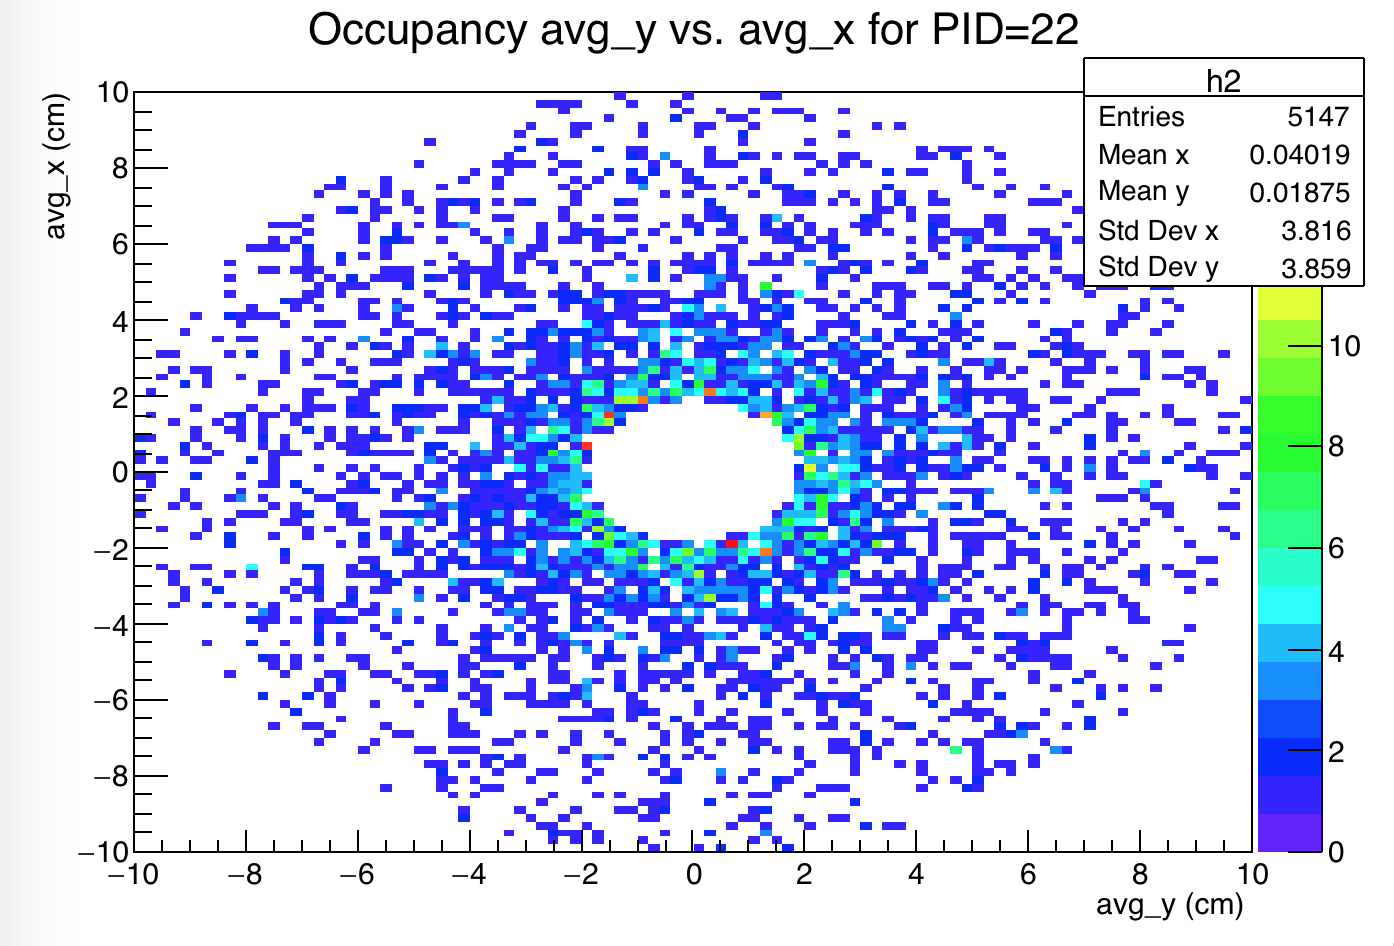 Occupancy avg_y vs. avg_x for PID=22
h2
Entries 5147
Mean x 0.04019
Mean y 0.01875
Std Dev x 3.816
Std Dev y 3.859
avg_x (cm)
10
8
6
4
2
0
−2
−4
−6
−8
−10
−10 −8 −6 −4 −2 0 2 4 6 8 10
avg_y (cm)
10
8
6
4
2
0